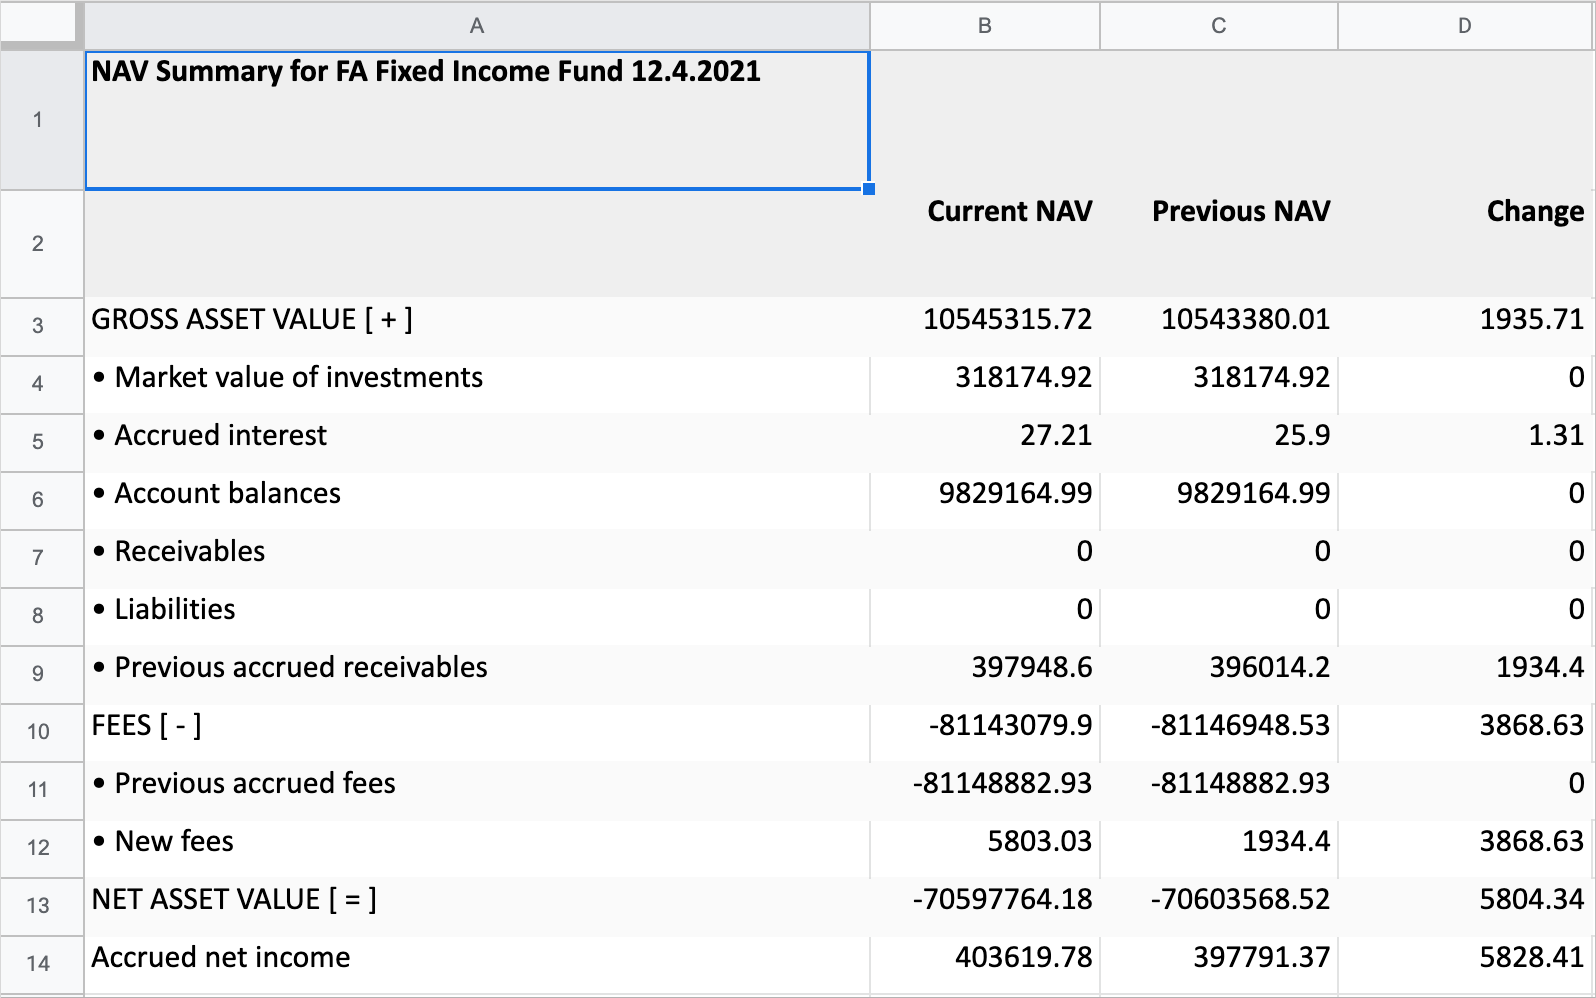 A B C D
1 NAV Summary for FA Fixed Income Fund 12.4.2021
2 Current NAV Previous NAV Change
3 GROSS ASSET VALUE [ + ] 10545315.72 10543380.01 1935.71
4 • Market value of investments 318174.92 318174.92 0
5 • Accrued interest 27.21 25.9 1.31
6 • Account balances 9829164.99 9829164.99 0
7 • Receivables 0 0 0
8 • Liabilities 0 0 0
9 • Previous accrued receivables 397948.6 396014.2 1934.4
10 FEES [ - ] -81143079.9 -81146948.53 3868.63
11 • Previous accrued fees -81148882.93 -81148882.93 0
12 • New fees 5803.03 1934.4 3868.63
13 NET ASSET VALUE [ = ] -70597764.18 -70603568.52 5804.34
14 Accrued net income 403619.78 397791.37 5828.41